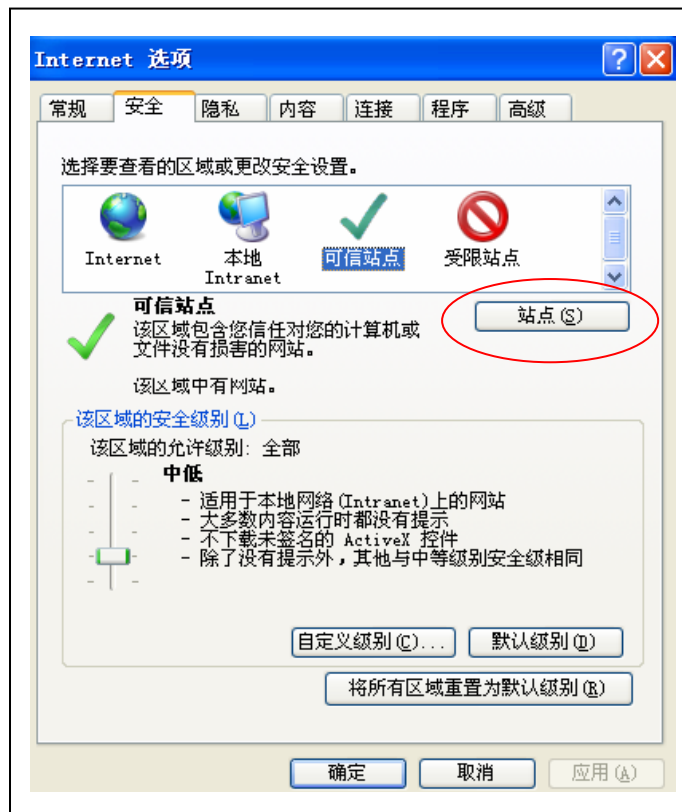 Internet 选项
常规 安全 隐私 内容 连接 程序 高级
选择要查看的区域或更改安全设置。
Internet 本地 Intranet 可信站点 受限站点
可信站点
站点(S)
该区域包含您信任对您的计算机或
文件没有损害的网站。
该区域中有网站。
该区域的安全级别(L)
该区域的允许级别: 全部
中低
- 适用于本地网络(Intranet)上的网站
- 大多数内容运行时都没有提示
- 不下载未签名的 ActiveX 控件
- 除了没有提示外，其他与中等级别安全级相同
自定义级别(C)... 默认级别(D)
将所有区域重置为默认级别(R)
确定 取消 应用(A)